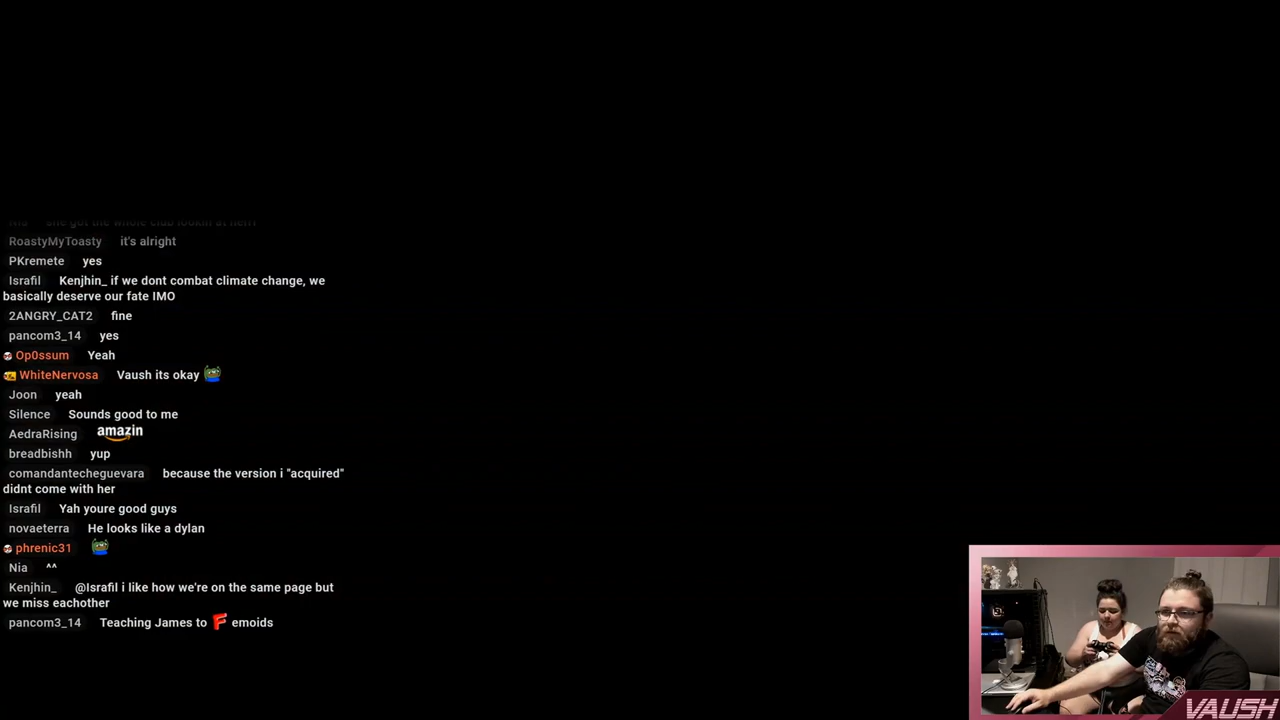 RoastyMyToasty it's alright
PKremete yes
Israfil Kenjhin_ if we dont combat climate change, we
basically deserve our fate IMO
2ANGRY_CAT2 fine
pancom3_14 yes
Op0ssum Yeah
WhiteNervosa Vaush its okay
Joon yeah
Silence Sounds good to me
AedraRising amazin
breadbishh yup
comandantecheguevara because the version i "acquired"
didnt come with her
Israfil Yah youre good guys
novaeterra He looks like a dylan
phrenic31
Nia ^^
Kenjhin_ @Israfil i like how we're on the same page but
we miss eachother
pancom3_14 Teaching James to F emoids
VAUSH